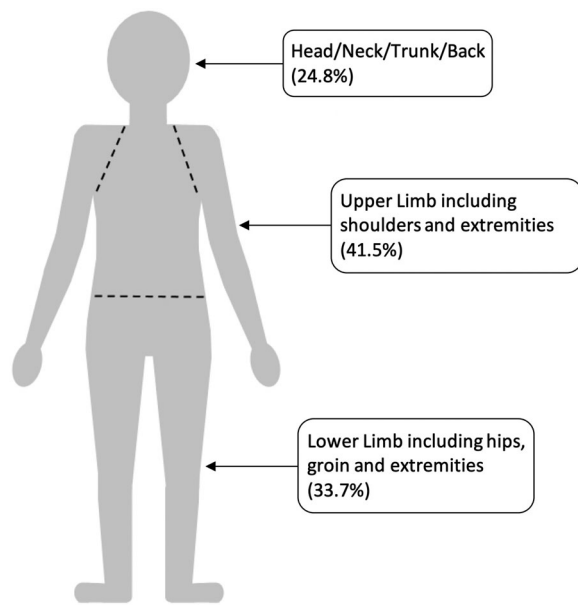 Head/Neck/Trunk/Back
(24.8%)
Upper Limb including
shoulders and extremities
(41.5%)
Lower Limb including hips,
groin and extremities
(33.7%)